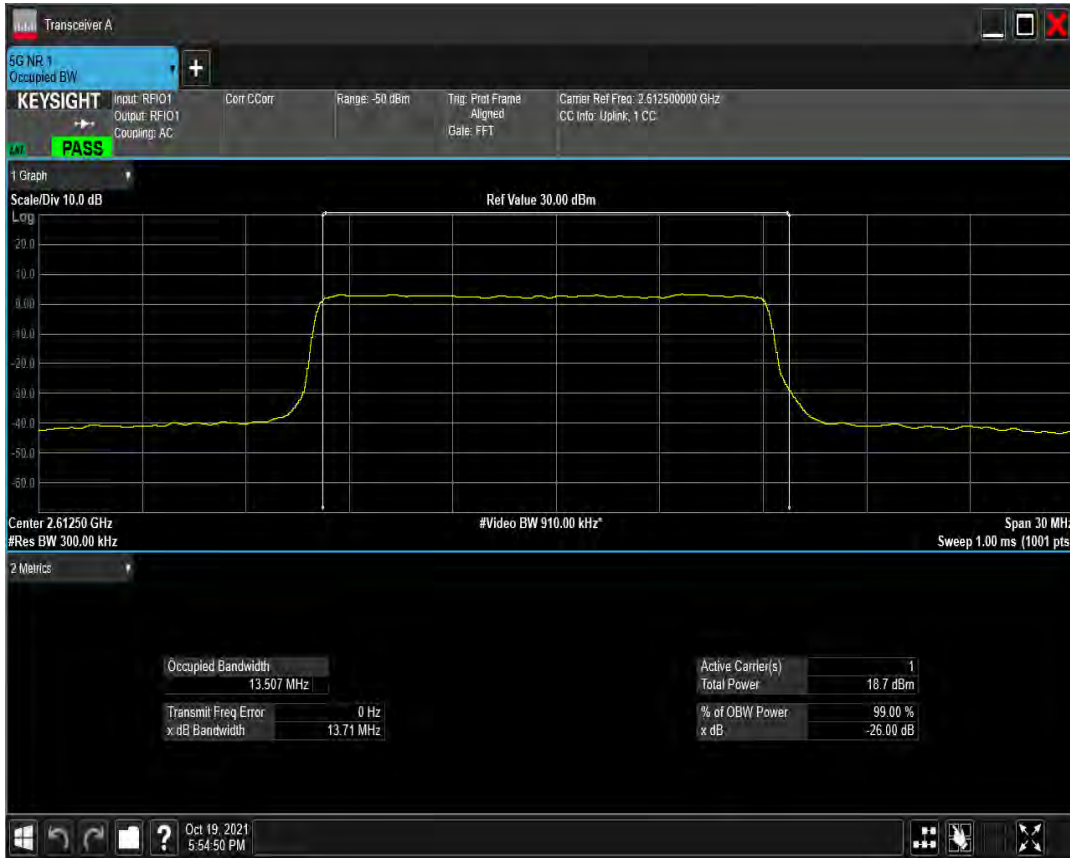 Transceiver A
5G NR 1
Occupied BW
+
KEYSIGHT
Input: RFIO1
Output: RFIO1
Coupling: AC
Corr CCorr
Range: -50 dBm
Trig: Prot Frame
Aligned
Gate: FFT
Carrier Ref Freq: 2.612500000 GHz
CC Info: Uplink, 1 CC
PASS
1 Graph
Scale/Div 10.0 dB
Ref Value 30.00 dBm
Log
20.0
10.0
0.00
-10.0
-20.0
-30.0
-40.0
-50.0
-60.0
Center 2.61250 GHz
#Video BW 910.00 kHz*
Span 30 MHz
#Res BW 300.00 kHz
Sweep 1.00 ms (1001 pts
2 Metrics
Occupied Bandwidth
13.507 MHz
Transmit Freq Error 0 Hz
x dB Bandwidth 13.71 MHz
Active Carrier(s) 1
Total Power 18.7 dBm
% of OBW Power 99.00 %
x dB -26.00 dB
?
Oct 19, 2021
5:54:50 PM